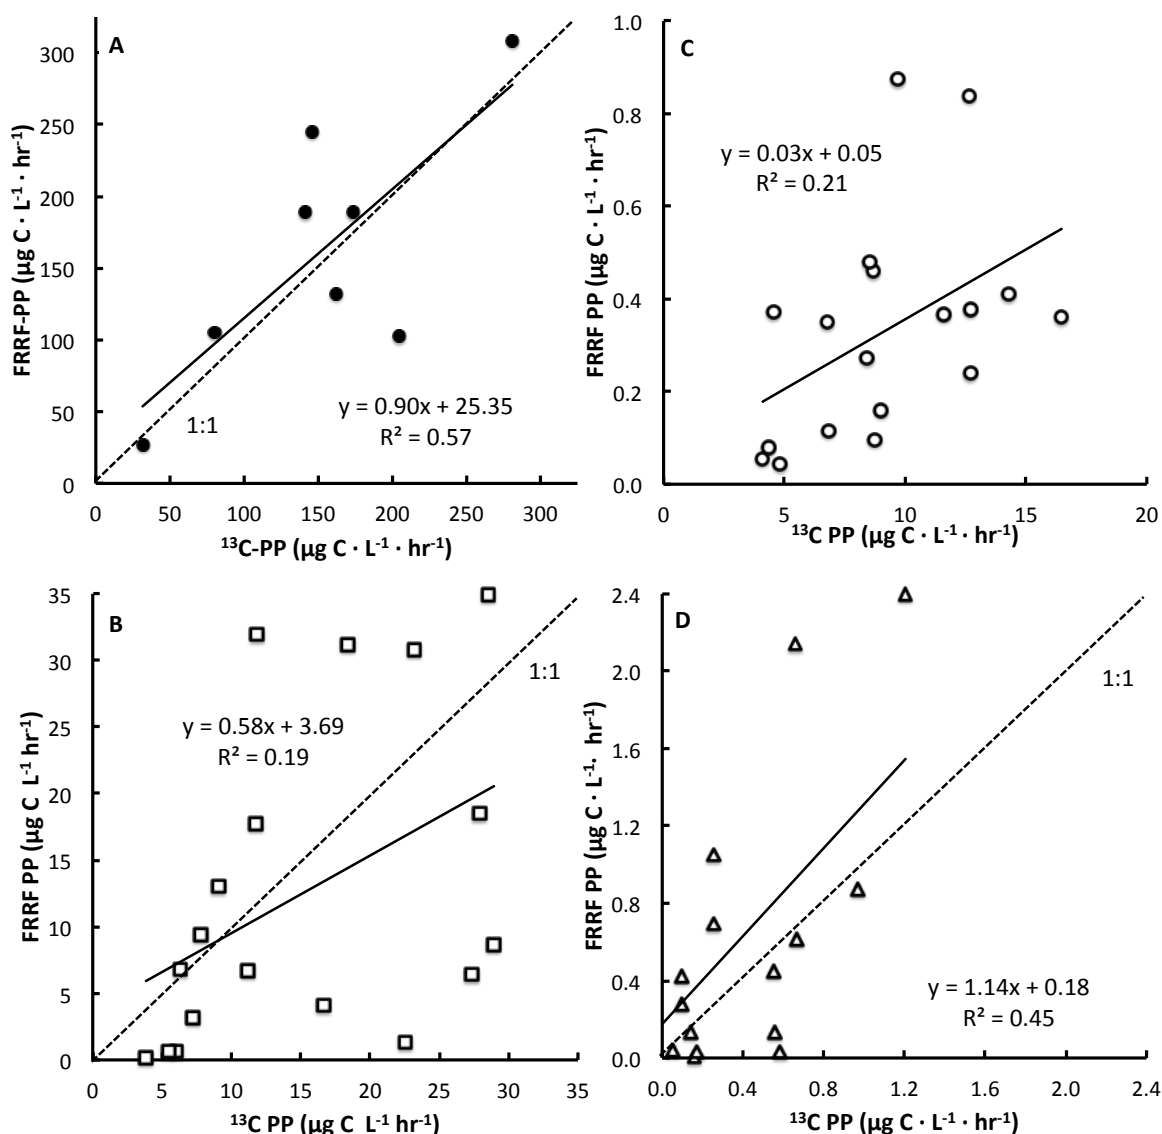 A
FRRF-PP (µg C · L⁻¹ · hr⁻¹)
300
250
200
150
100
50
0
1:1
y = 0.90x + 25.35
R² = 0.57
0 50 100 150 200 250 300
¹³C-PP (µg C · L⁻¹ · hr⁻¹)
C
FRRF PP (µg C · L⁻¹ · hr⁻¹)
1.0
0.8
0.6
0.4
0.2
0.0
y = 0.03x + 0.05
R² = 0.21
0 5 10 15 20
¹³C PP (µg C · L⁻¹ · hr⁻¹)
B
FRRF PP (µg C L⁻¹ hr⁻¹)
35
30
25
20
15
10
5
0
1:1
y = 0.58x + 3.69
R² = 0.19
0 5 10 15 20 25 30 35
¹³C PP (µg C L⁻¹ hr⁻¹)
D
FRRF PP (µg C · L⁻¹· hr⁻¹)
2.4
2.0
1.6
1.2
0.8
0.4
0.0
1:1
y = 1.14x + 0.18
R² = 0.45
0.0 0.4 0.8 1.2 1.6 2.0 2.4
¹³C PP (µg C · L⁻¹ · hr⁻¹)